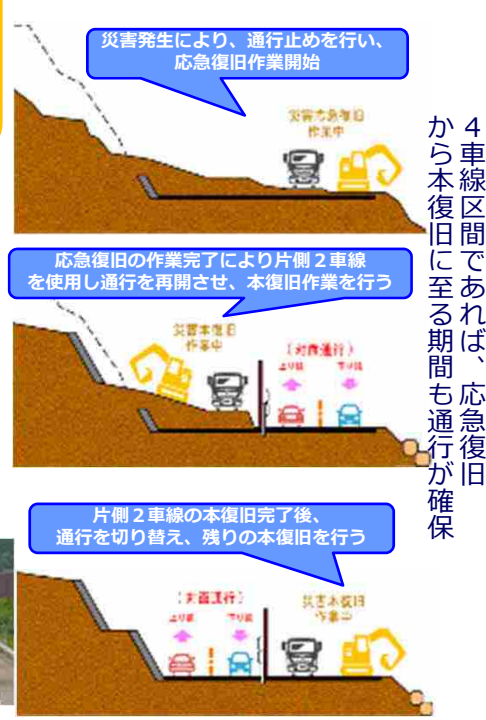 ４車線区間であれば、応急復旧
から本復旧に至る期間も通行が確保
災害発生により、通行止めを行い、
応急復旧作業開始
災害応急復旧
作業中
応急復旧の作業完了により片側２車線
を使用し通行を再開させ、本復旧作業を行う
災害本復旧
作業中
（対面通行）
上り線 下り線
片側２車線の本復旧完了後、
通行を切り替え、残りの本復旧を行う
（対面通行）
上り線 下り線
災害本復旧
作業中